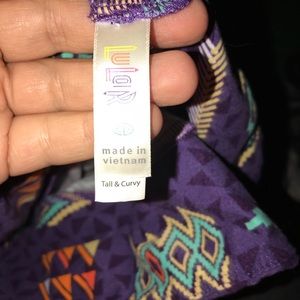 LuLaRoe
made in
vietnam
Tall & Curvy